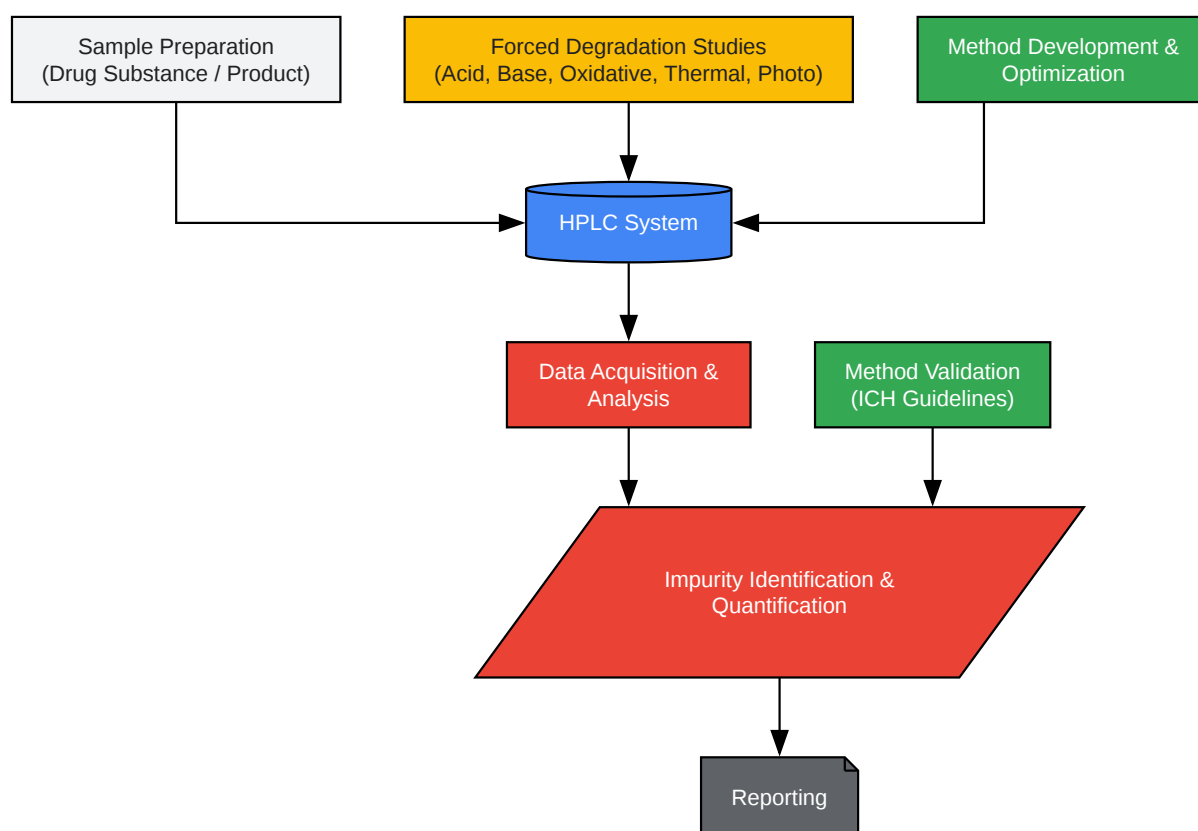 Sample Preparation
(Drug Substance / Product)
Forced Degradation Studies
(Acid, Base, Oxidative, Thermal, Photo)
Method Development &
Optimization
HPLC System
Data Acquisition &
Analysis
Method Validation
(ICH Guidelines)
Impurity Identification &
Quantification
Reporting